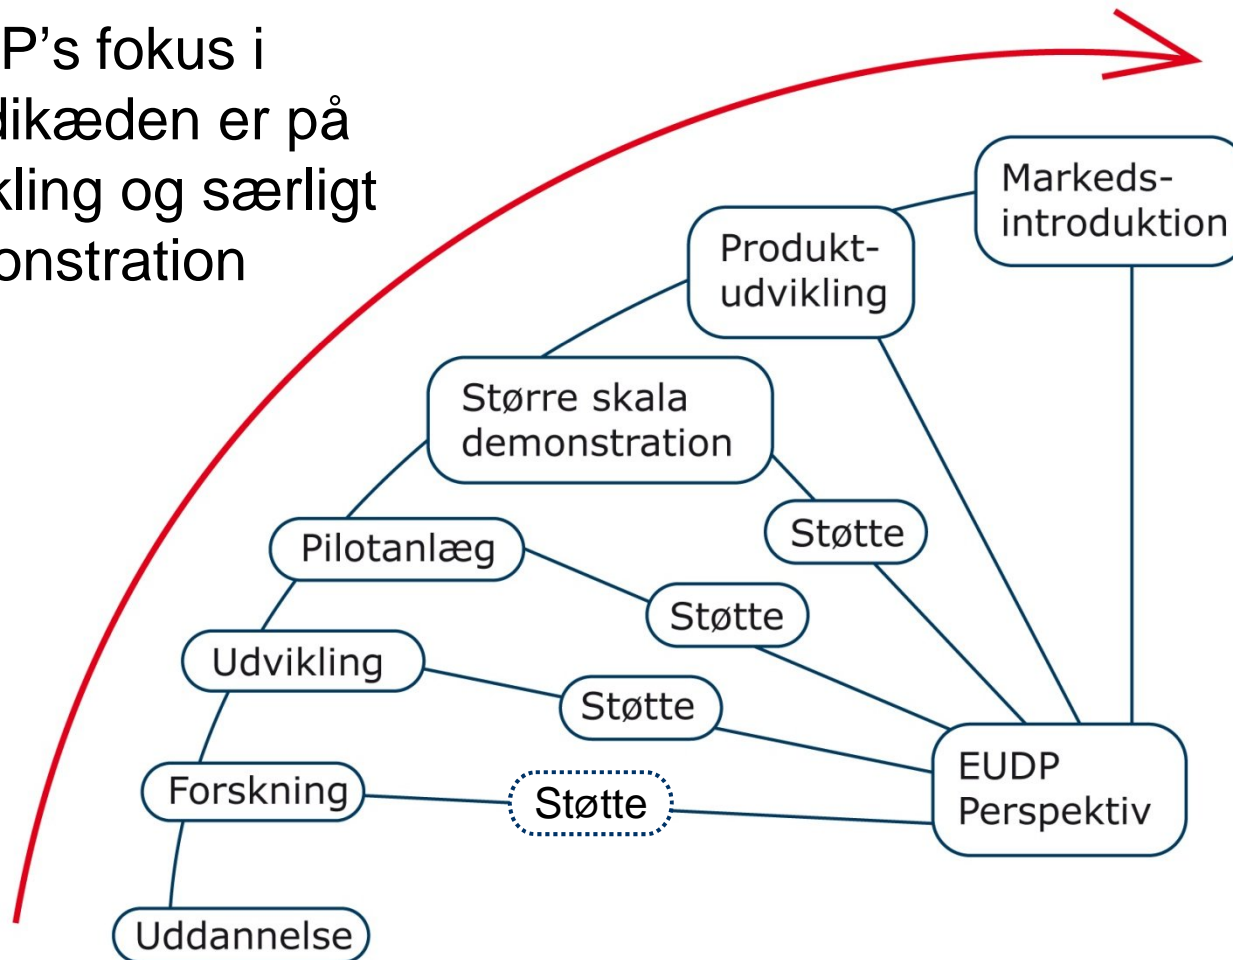 P’s fokus i
dikæden er på
kling og særligt
onstration
Markeds-
introduktion
Produkt-
udvikling
Større skala
demonstration
Støtte
Pilotanlæg
Støtte
Udvikling
Støtte
EUDP
Perspektiv
Forskning
Støtte
Uddannelse